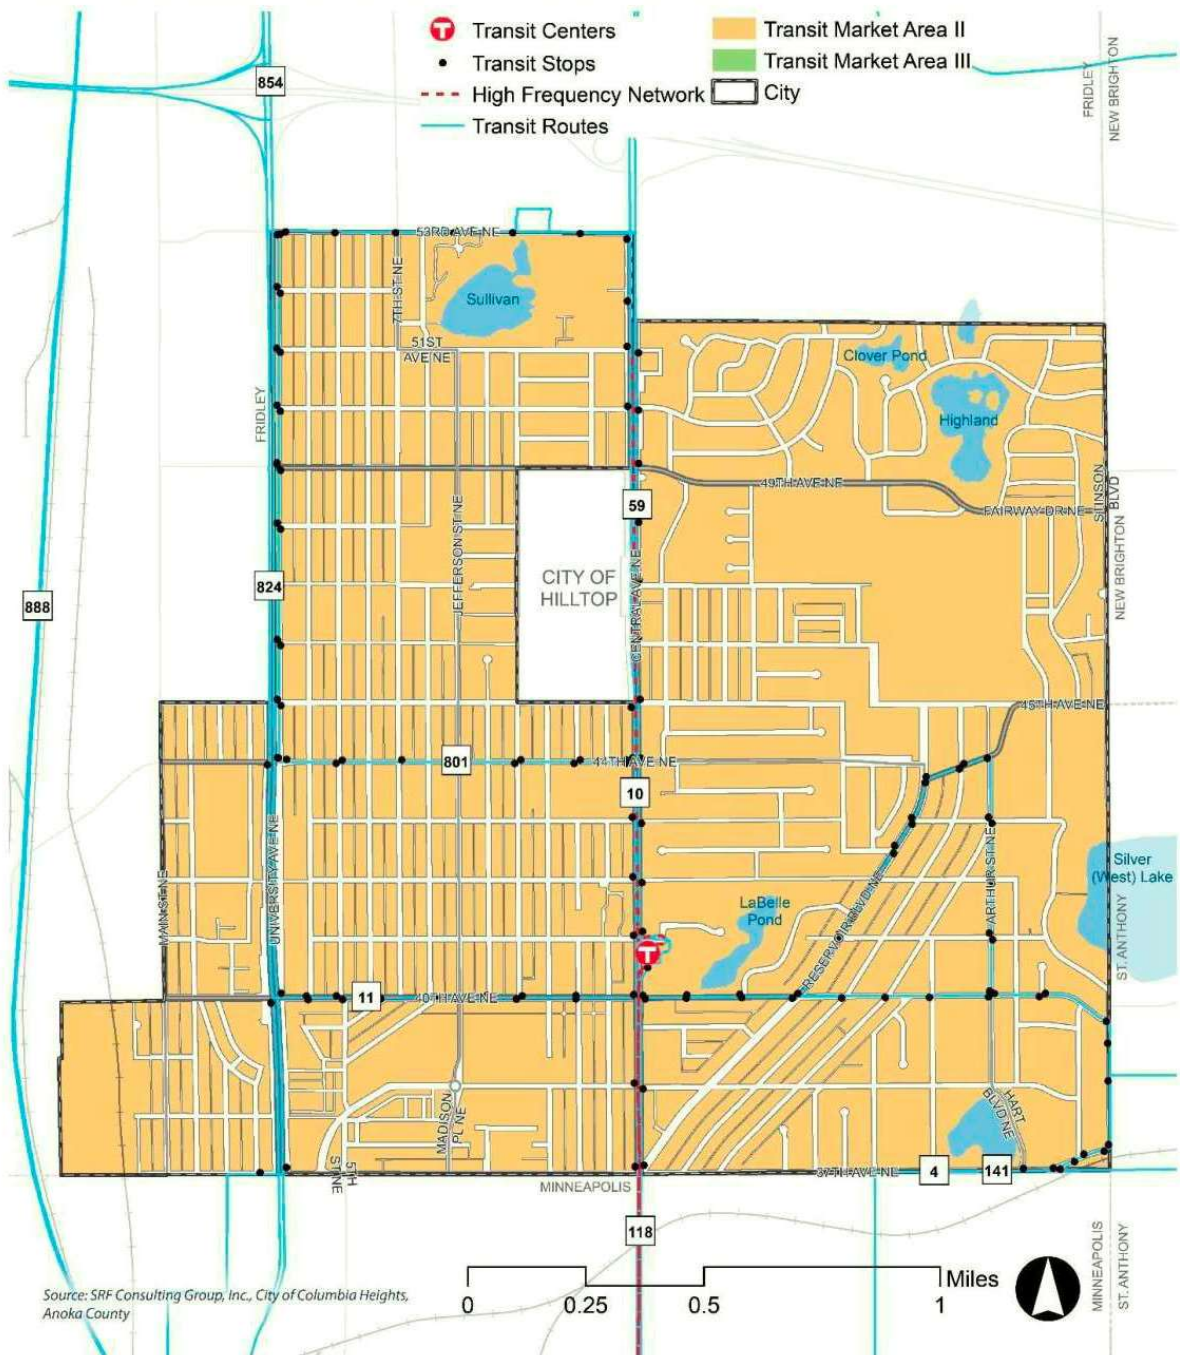 T Transit Centers
Transit Stops
High Frequency Network
Transit Routes
Transit Market Area II
Transit Market Area III
City
854
FRIDLEY
NEW BRIGHTON
53RD AVE NE
7TH ST NE
Sullivan
51ST
AVE NE
Clover Pond
Highland
FRIDLEY
49TH AVE NE
STINSON
BLVD
FAIRWAY DR NE
59
JEFFERSON ST NE
CITY OF
HILLTOP
CENTRAL AVE NE
NEW BRIGHTON
824
888
45TH AVE NE
801
44TH AVE NE
10
UNIVERSITY AVE NE
MAIN ST NE
ARTHUR ST NE
Silver
(West) Lake
LaBelle
Pond
RESERVOIR BLVD NE
T
ST. ANTHONY
11
40TH AVE NE
MADISON
PL NE
HART
BLVD NE
5TH
ST NE
MINNEAPOLIS
37TH AVE NE
4
141
118
MINNEAPOLIS
ST. ANTHONY
Miles
0
0.25
0.5
1
Source: SRF Consulting Group, Inc., City of Columbia Heights,
Anoka County